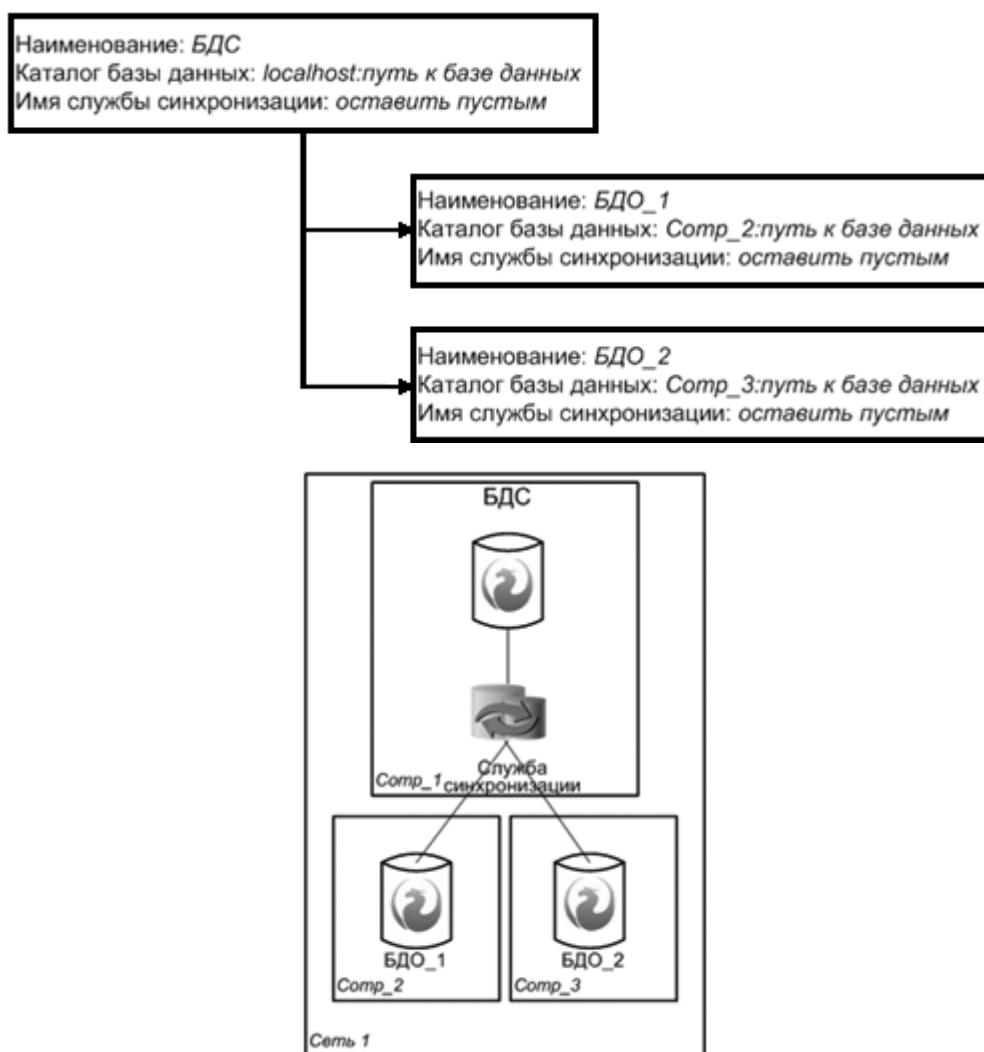 Наименование: БДС
Каталог базы данных: localhost:путь к базе данных
Имя службы синхронизации: оставить пустым
Наименование: БДО_1
Каталог базы данных: Comp_2:путь к базе данных
Имя службы синхронизации: оставить пустым
Наименование: БДО_2
Каталог базы данных: Comp_3:путь к базе данных
Имя службы синхронизации: оставить пустым
БДС
Служба
синхронизации
Comp_1
БДО_1
Comp_2
БДО_2
Comp_3
Сеть 1